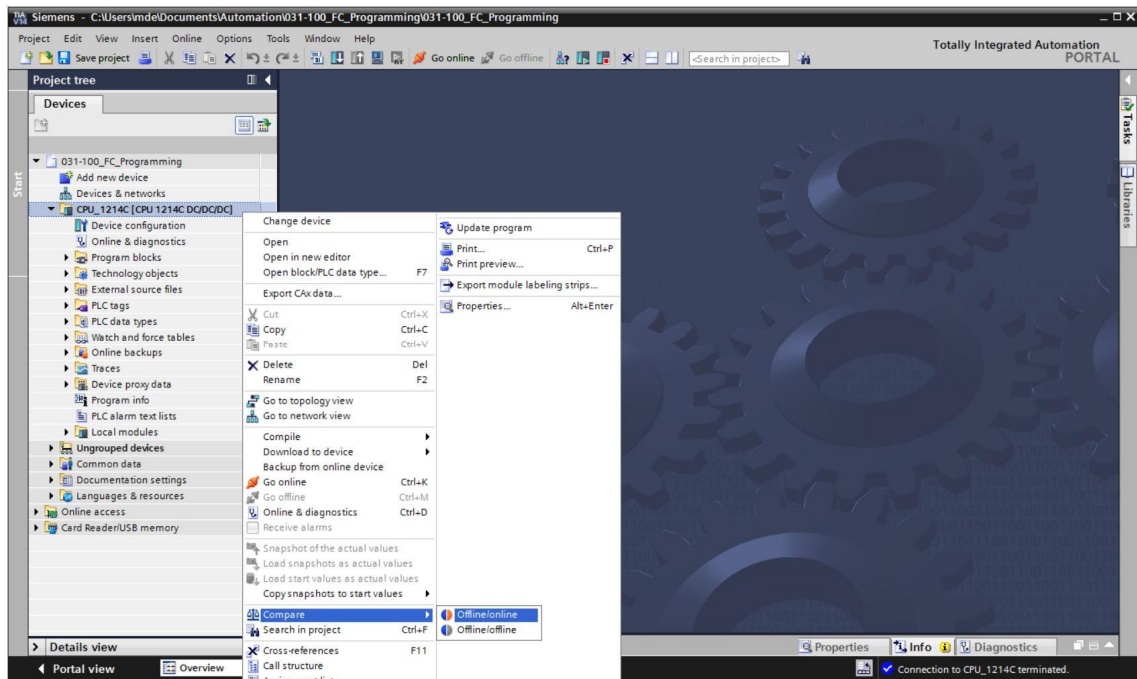 Siemens - C:\Users\mde\Documents\Automation\031-100_FC_Programming\031-100_FC_Programming
Project Edit View Insert Online Options Tools Window Help
Totally Integrated Automation
PORTAL
Save project Go online Go offline <Search in project>
Project tree
Devices
Start
031-100_FC_Programming
Add new device
Devices & networks
CPU_1214C [CPU 1214C DC/DC/DC]
Device configuration
Online & diagnostics
Program blocks
Technology objects
External source files
PLC tags
PLC data types
Watch and force tables
Online backups
Traces
Device proxy data
Program info
PLC alarm text lists
Local modules
Ungrouped devices
Common data
Documentation settings
Languages & resources
Online access
Card Reader/USB memory
Details view
Portal view
Overview
Change device
Open
Open in new editor
Open block/PLC data type... F7
Export CAx data...
Cut Ctrl+X
Copy Ctrl+C
Paste Ctrl+V
Delete Del
Rename F2
Go to topology view
Go to network view
Compile
Download to device
Backup from online device
Go online Ctrl+K
Go offline Ctrl+M
Online & diagnostics Ctrl+D
Receive alarms
Snapshot of the actual values
Load snapshots as actual values
Load start values as actual values
Copy snapshots to start values
Compare
Search in project Ctrl+F
Cross-references F11
Call structure
Update program
Print... Ctrl+P
Print preview...
Export module labeling strips...
Properties... Alt+Enter
Offline/online
Offline/offline
Tasks
Libraries
Properties
Info
Diagnostics
Connection to CPU_1214C terminated.